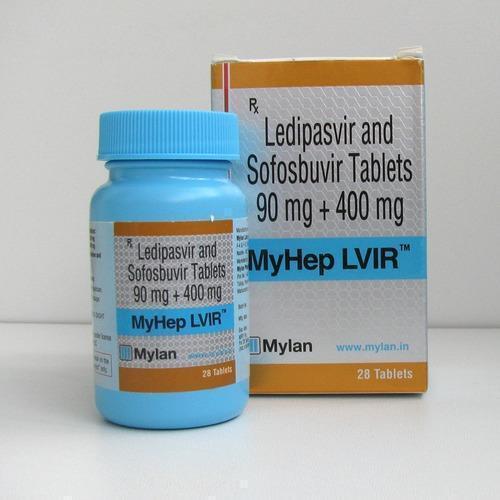 Rx
Ledipasvir and
Sofosbuvir Tablets
90 mg + 400 mg
MyHep LVIR™
Mylan
www.mylan.in
28 Tablets
Rx
Ledipasvir and
Sofosbuvir Tablets
90 mg + 400 mg
MyHep LVIR™
Mylan
28 Tablets